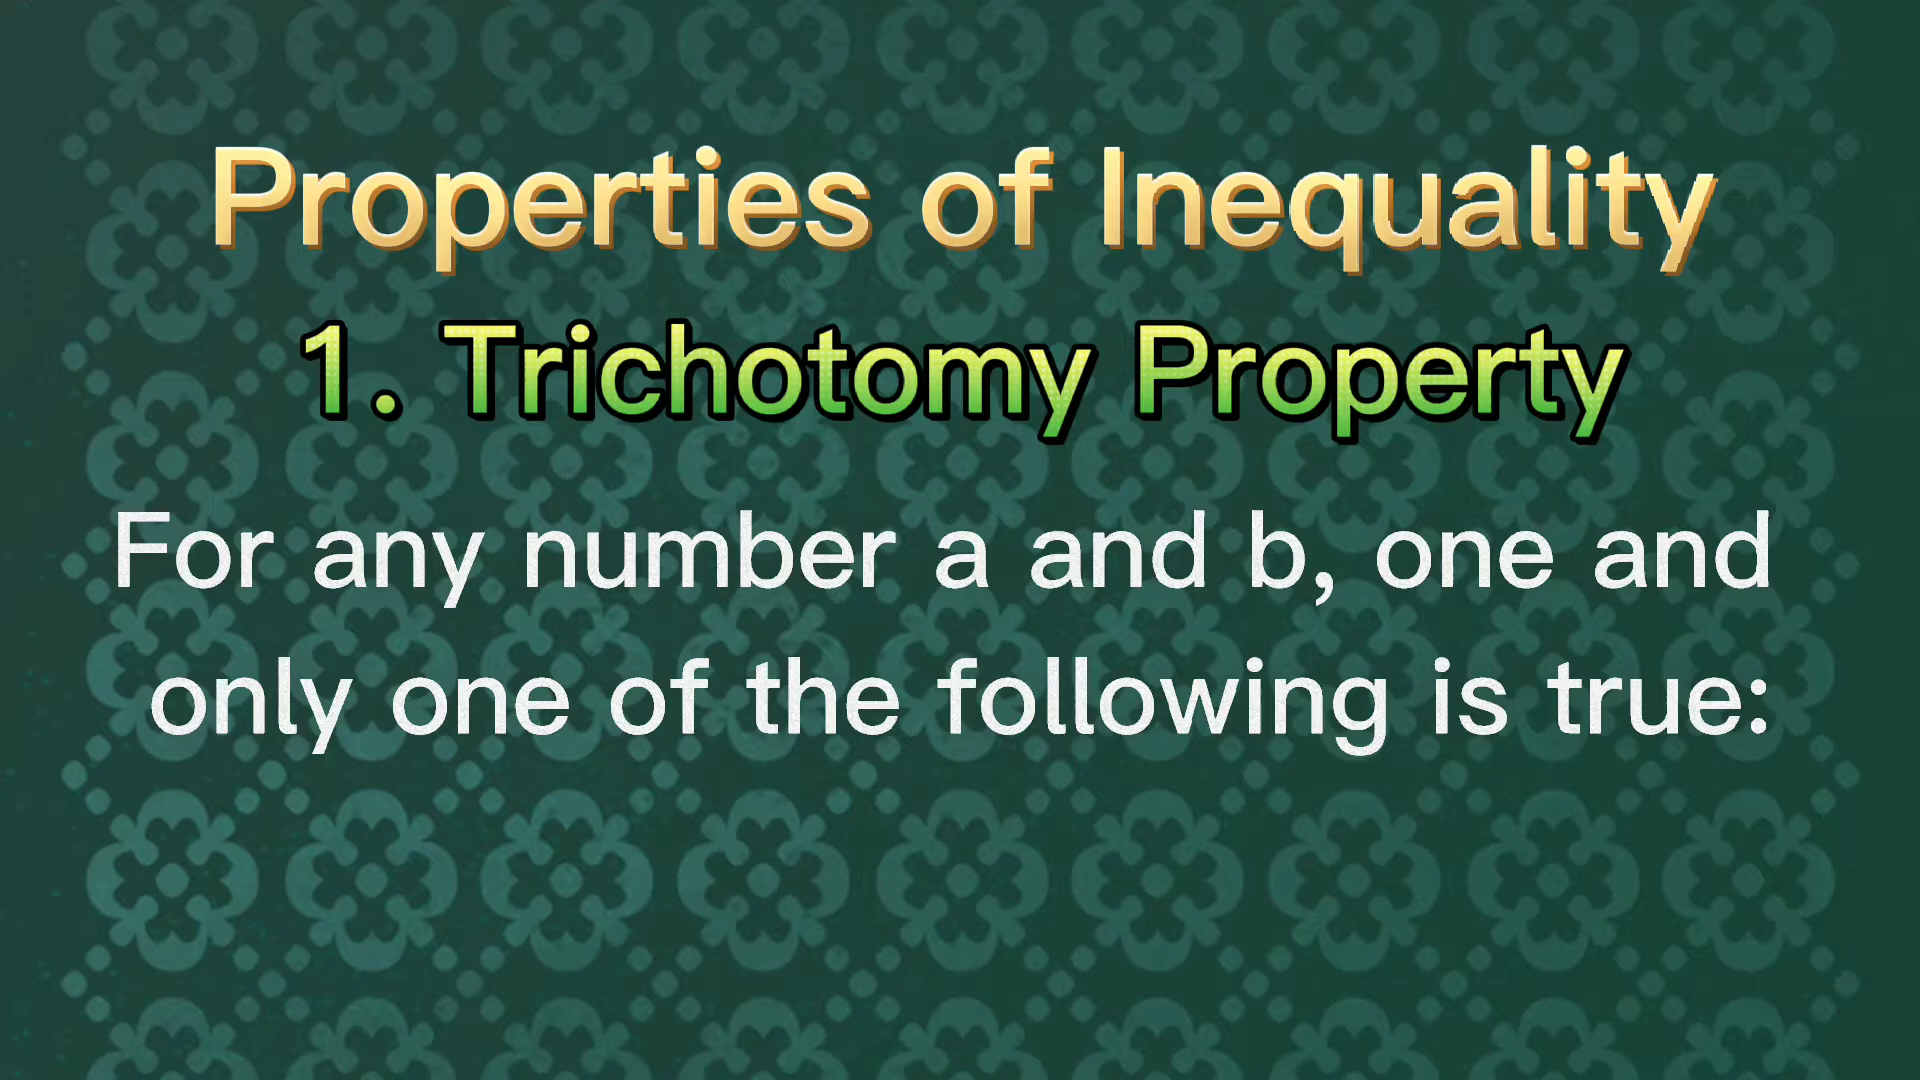 Properties of Inequality
1. Trichotomy Property
For any number a and b, one and
only one of the following is true: